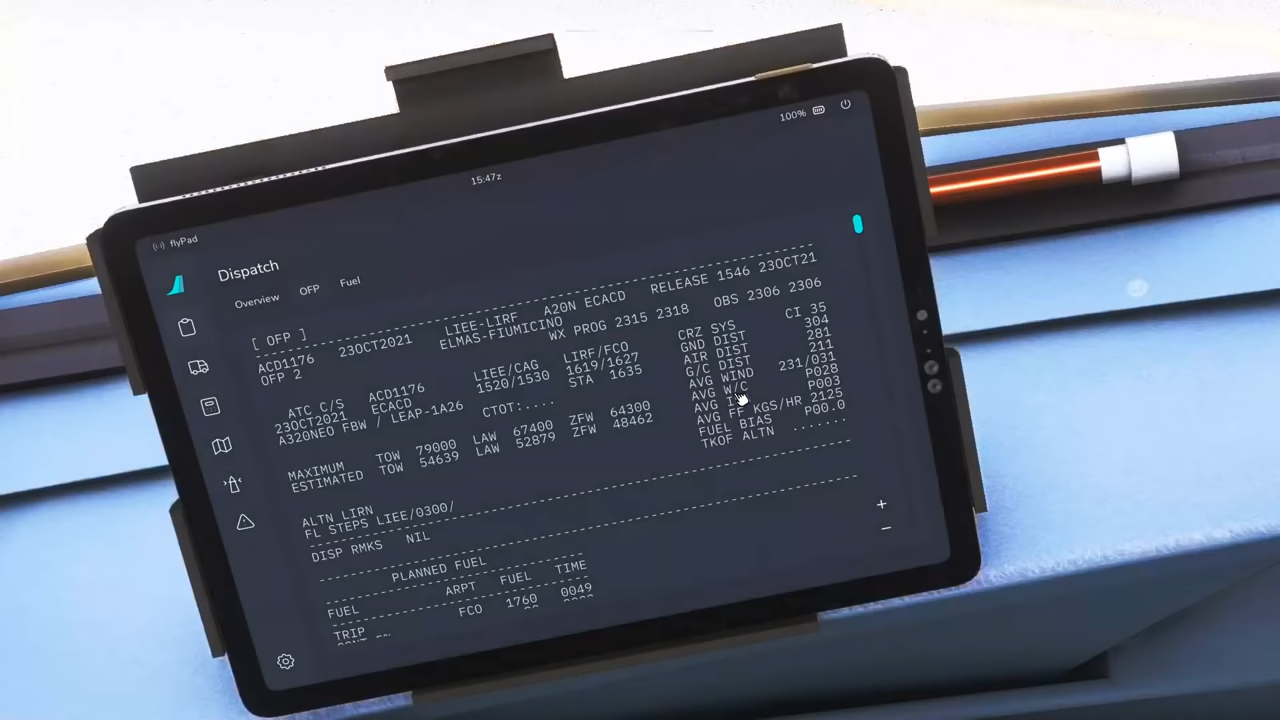 100%
15:47z
flyPad
Dispatch
Overview OFP Fuel
[ OFP ]
ACD1176 23OCT2021 LIEE-LIRF A20N ECACD RELEASE 1546 23OCT21
OFP 2 ELMAS-FIUMICINO
WX PROG 2315 2318 OBS 2306 2306
ATC C/S ACD1176 LIEE/CAG LIRF/FCO CRZ SYS CI 35
23OCT2021 ECACD 1520/1530 1619/1627 GND DIST 304
A320NEO FBW / LEAP-1A26 CTOT:.... STA 1635 AIR DIST 281
G/C DIST 211
AVG WIND 231/031
MAXIMUM TOW 79000 LAW 67400 ZFW 64300 AVG W/C P028
ESTIMATED TOW 54639 LAW 52879 ZFW 48462 AVG P003
AVG FF KGS/HR 2125
FUEL BIAS P00.0
ALTN LIRN TKOF ALTN .......
FL STEPS LIEE/0300/
DISP RMKS NIL
PLANNED FUEL
FUEL ARPT FUEL TIME
TRIP FCO 1760 0049
+
−